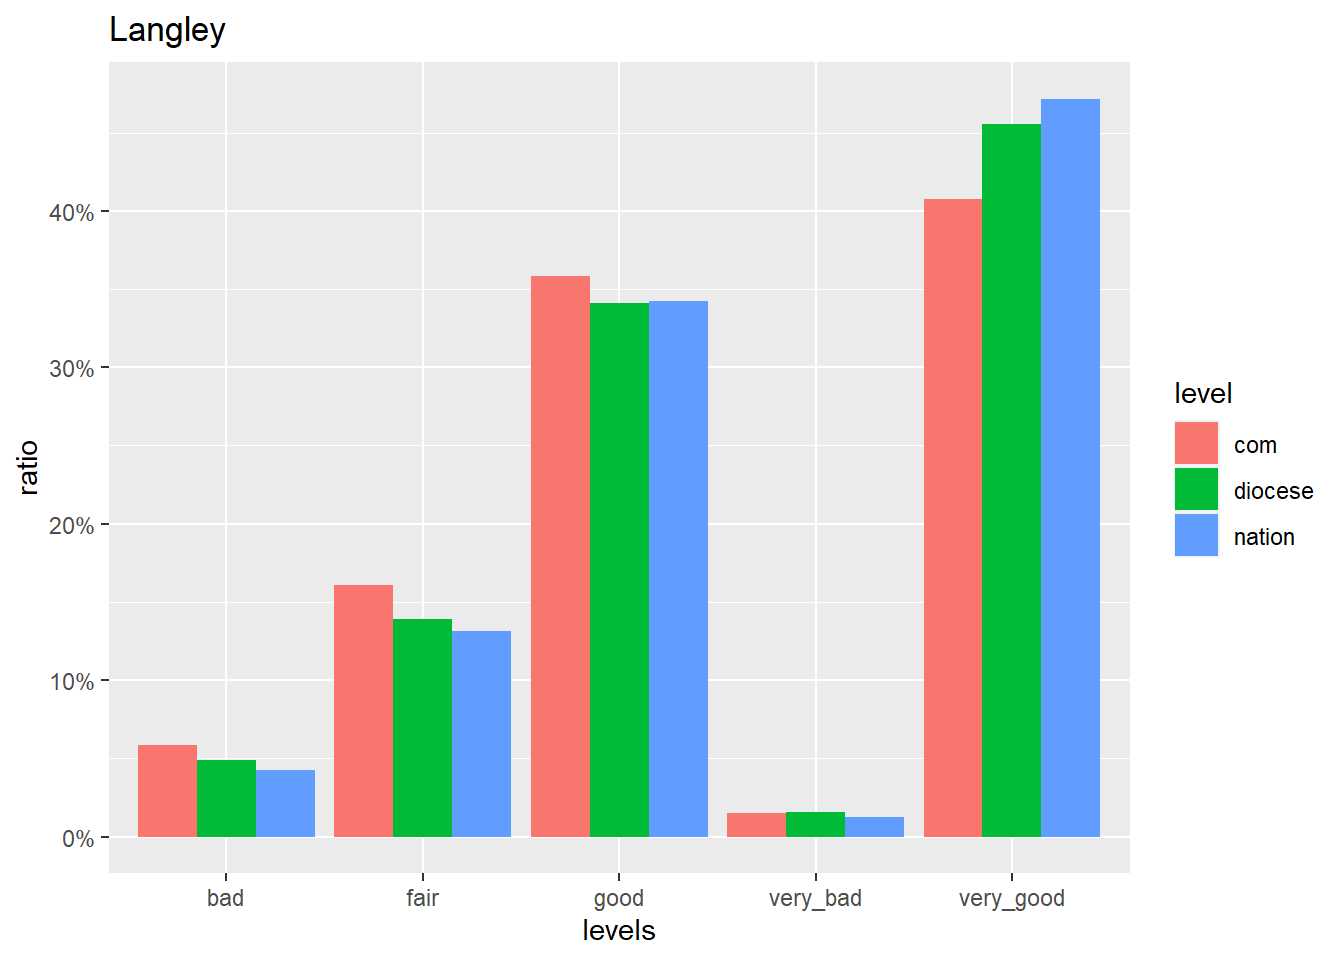 Langley
40%
30%
20%
10%
0%
ratio
bad fair good very_bad very_good
levels
level
com
diocese
nation